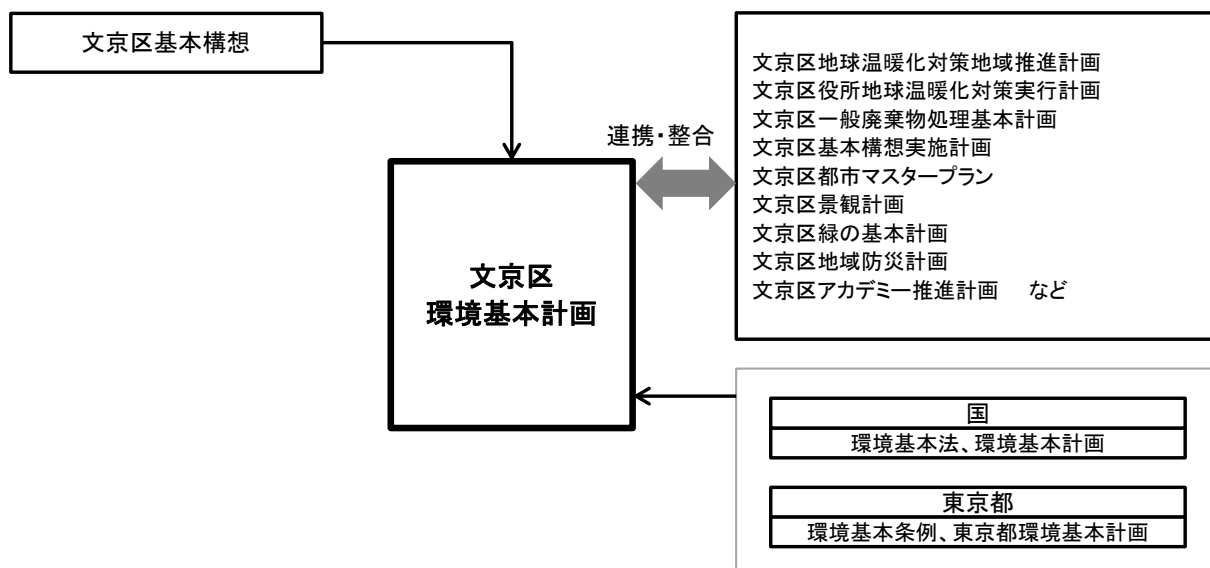 文京区基本構想
文京区地球温暖化対策地域推進計画
文京区役所地球温暖化対策実行計画
文京区一般廃棄物処理基本計画
文京区基本構想実施計画
文京区都市マスタープラン
文京区景観計画
文京区緑の基本計画
文京区地域防災計画
文京区アカデミー推進計画　など
連携・整合
文京区
環境基本計画
国
環境基本法、環境基本計画
東京都
環境基本条例、東京都環境基本計画